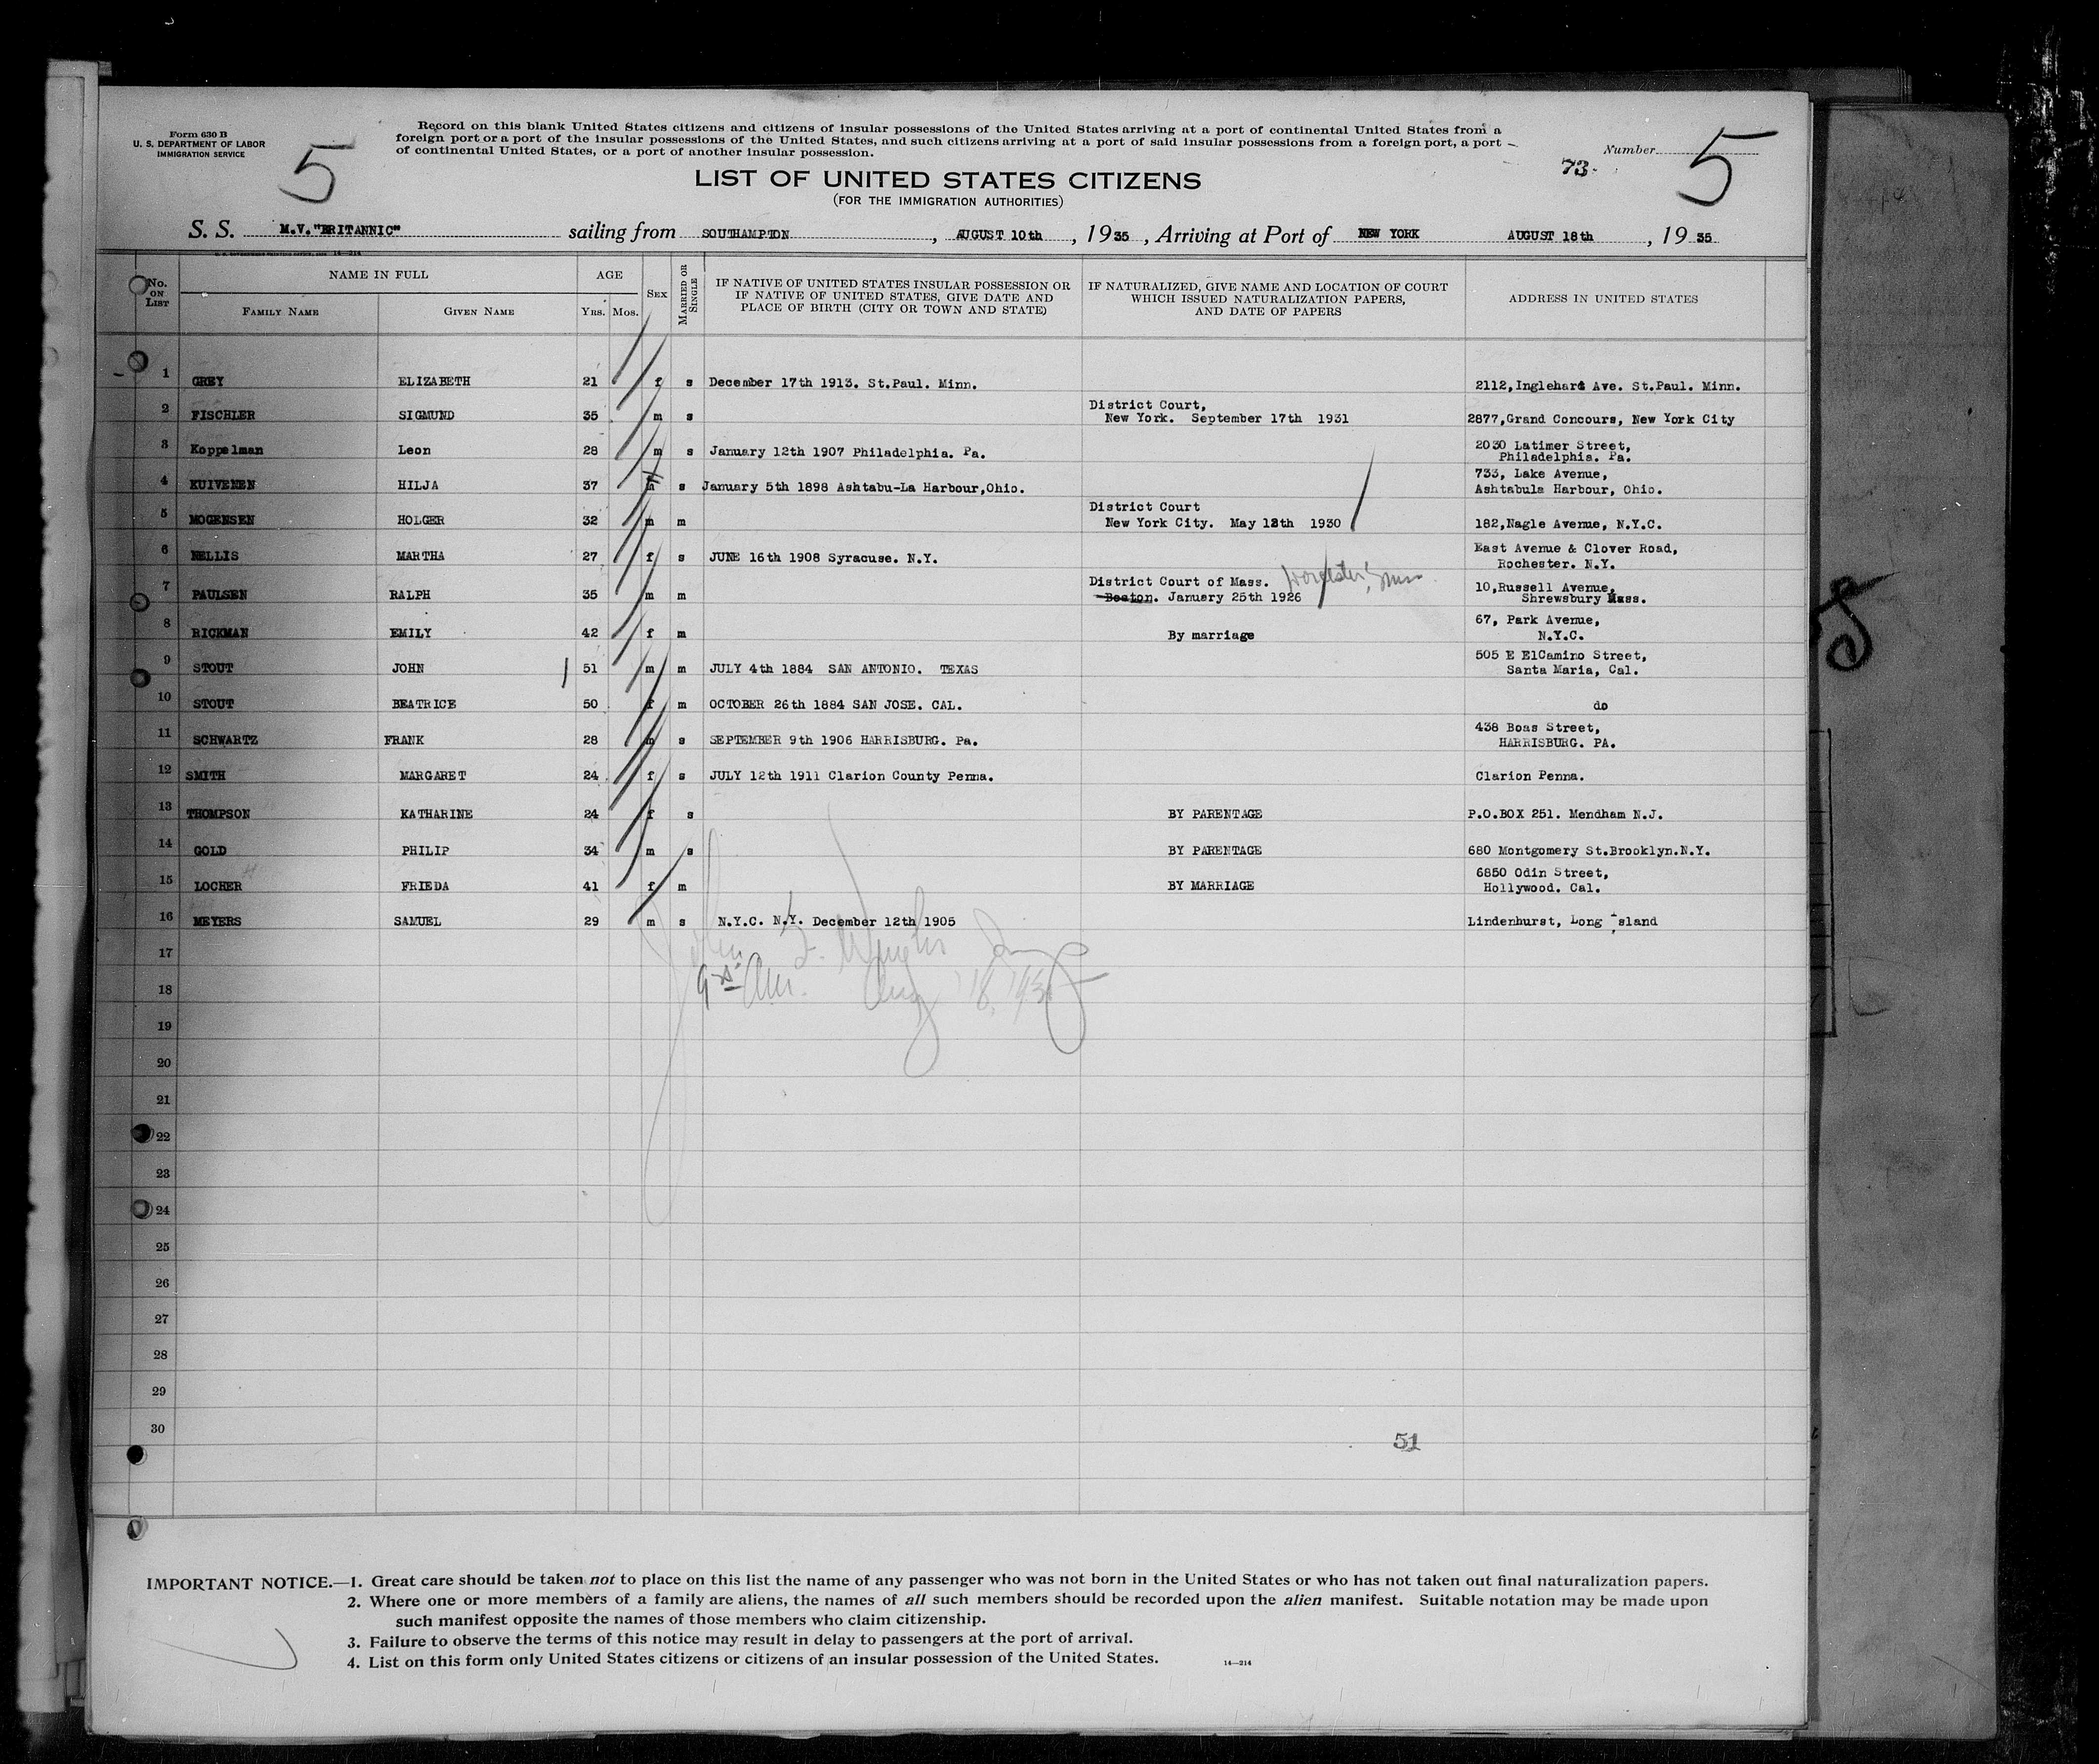 Form 630 B
U. S. DEPARTMENT OF LABOR
IMMIGRATION SERVICE
5
Record on this blank United States citizens and citizens of insular possessions of the United States arriving at a port of continental United States from a
foreign port or a port of the insular possessions of the United States, and such citizens arriving at a port of said insular possessions from a foreign port, a port
of continental United States, or a port of another insular possession.
73. Number 5
LIST OF UNITED STATES CITIZENS
(FOR THE IMMIGRATION AUTHORITIES)
S. S. M.V."BRITANNIC" sailing from SOUTHAMPTON, AUGUST 10th, 1935, Arriving at Port of NEW YORK AUGUST 18th, 1935
No. ON LIST NAME IN FULL FAMILY NAME GIVEN NAME AGE YRS. MOS. SEX MARRIED OR SINGLE
IF NATIVE OF UNITED STATES INSULAR POSSESSION OR
IF NATIVE OF UNITED STATES, GIVE DATE AND
PLACE OF BIRTH (CITY OR TOWN AND STATE)
IF NATURALIZED, GIVE NAME AND LOCATION OF COURT
WHICH ISSUED NATURALIZATION PAPERS,
AND DATE OF PAPERS
ADDRESS IN UNITED STATES
1 GREY ELIZABETH 21 f s December 17th 1913. St.Paul. Minn. 2112,Inglehart Ave. St.Paul. Minn.
2 FISCHLER SIGMUND 35 m s District Court,
New York. September 17th 1931 2877,Grand Concours, New York City
3 Koppelman Leon 28 m s January 12th 1907 Philadelphia. Pa. 2030 Latimer Street,
Philadelphia. Pa.
4 KUIVENEN HILJA 37 s January 5th 1898 Ashtabu-La Harbour,Ohio. 733, Lake Avenue,
Ashtabula Harbour, Ohio.
5 MOGENSEN HOLGER 32 m m District Court
New York City. May 12th 1930 182,Nagle Avenue, N.Y.C.
6 NELLIS MARTHA 27 f s JUNE 16th 1908 Syracuse. N.Y. East Avenue & Clover Road,
Rochester. N.Y.
7 PAULSEN RALPH 35 m m District Court of Mass. Worcester, Mass.
Boston. January 25th 1926 10,Russell Avenue,
Shrewsbury Mass.
8 RICKMAN EMILY 42 f m By marriage 67, Park Avenue,
N.Y.C.
9 STOUT JOHN 51 m m JULY 4th 1884 SAN ANTONIO. TEXAS 505 E ElCamino Street,
Santa Maria, Cal.
10 STOUT BEATRICE 50 f m OCTOBER 26th 1884 SAN JOSE. CAL. do
11 SCHWARTZ FRANK 28 m s SEPTEMBER 9th 1906 HARRISBURG. Pa. 438 Boas Street,
HARRISBURG. PA.
12 SMITH MARGARET 24 f s JULY 12th 1911 Clarion County Penna. Clarion Penna.
13 THOMPSON KATHARINE 24 f s BY PARENTAGE P.O.BOX 251. Mendham N.J.
14 GOLD PHILIP 34 m s BY PARENTAGE 680 Montgomery St.Brooklyn.N.Y.
15 LOCHER FRIEDA 41 f m BY MARRIAGE 6850 Odin Street,
Hollywood. Cal.
16 MEYERS SAMUEL 29 m s N.Y.C. N.Y. December 12th 1905 Lindenhurst, Long Island
17
18
19
20
21
22
23
24
25
26
27
28
29
30
51
IMPORTANT NOTICE.—1. Great care should be taken not to place on this list the name of any passenger who was not born in the United States or who has not taken out final naturalization papers.
2. Where one or more members of a family are aliens, the names of all such members should be recorded upon the alien manifest. Suitable notation may be made upon
such manifest opposite the names of those members who claim citizenship.
3. Failure to observe the terms of this notice may result in delay to passengers at the port of arrival.
4. List on this form only United States citizens or citizens of an insular possession of the United States. 14—214